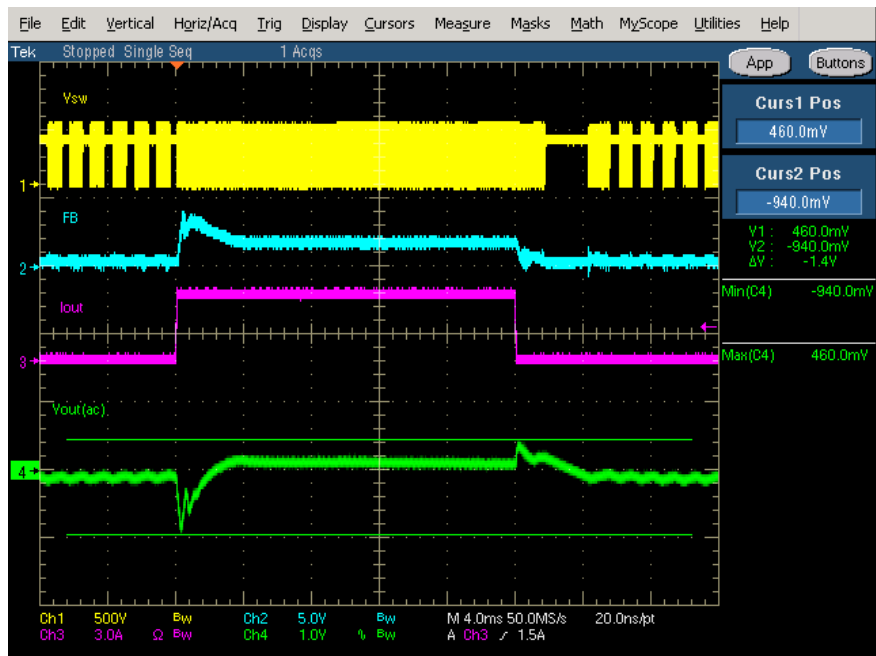 File Edit Vertical Horiz/Acq Trig Display Cursors Measure Masks Math MyScope Utilities Help
Tek Stopped Single Seq 1 Acqs
App Buttons
Vsw
1
FB
2
Iout
3
Vout(ac)
4
Curs1 Pos
460.0mV
Curs2 Pos
-940.0mV
V1 : 460.0mV
V2 : -940.0mV
ΔV : -1.4V
Min(C4) -940.0mV
Max(C4) 460.0mV
Ch1 500V Bw Ch2 5.0V Bw M 4.0ms 50.0MS/s 20.0ns/pt
Ch3 3.0A Ω Bw Ch4 1.0V Bw A Ch3 1.5A